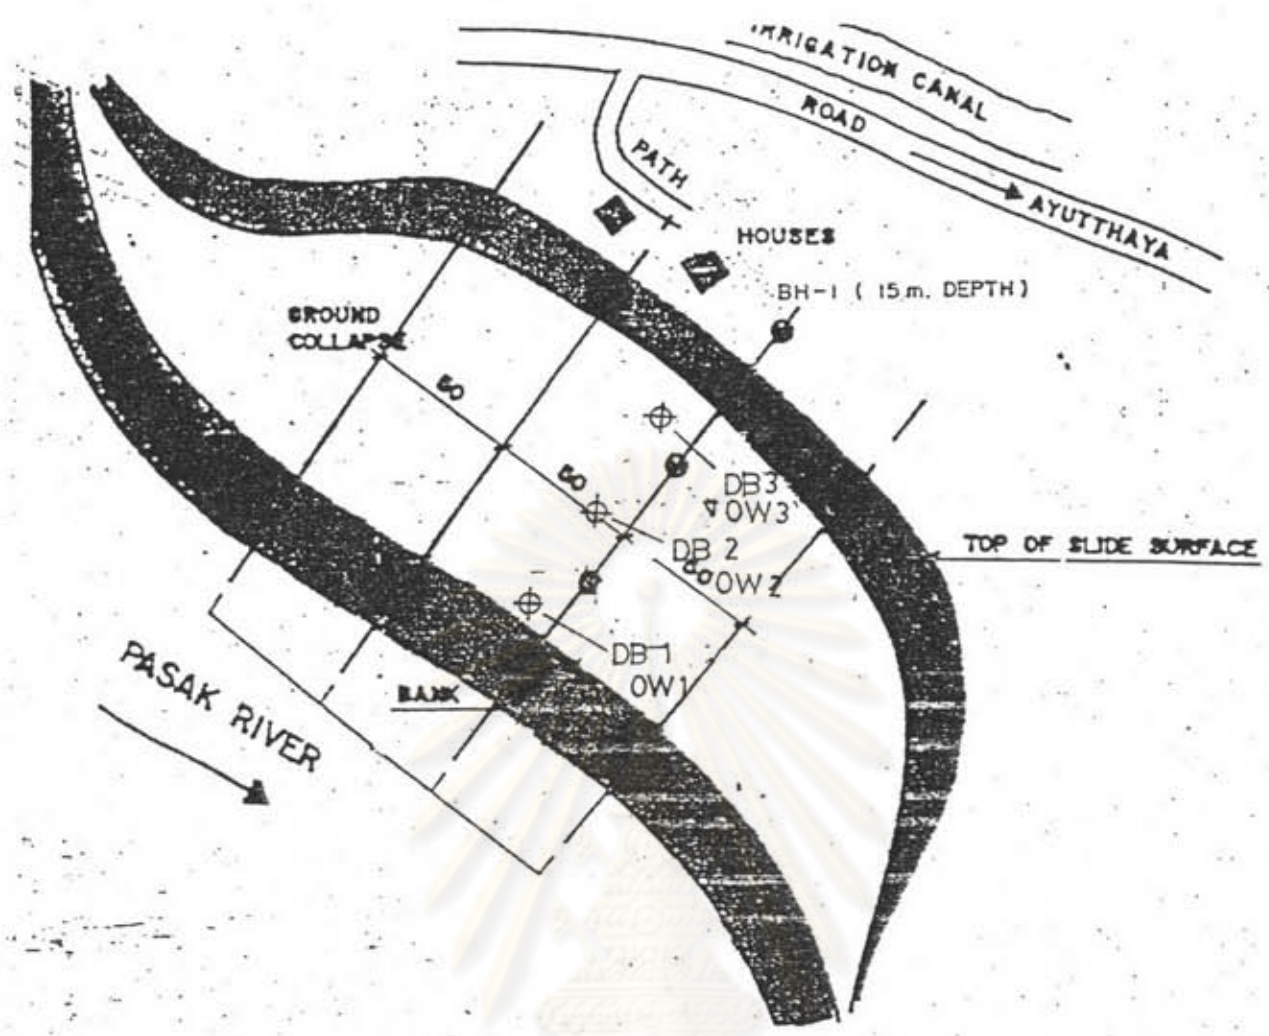 IRRIGATION CANAL
ROAD
AYUTTHAYA
PATH
HOUSES
BH-1 ( 15 m. DEPTH )
GROUND
COLLAPSE
50
50
DB3
OW3
DB 2
50
OW2
TOP OF SLIDE SURFACE
DB-1
OW1
BANK
PASAK RIVER